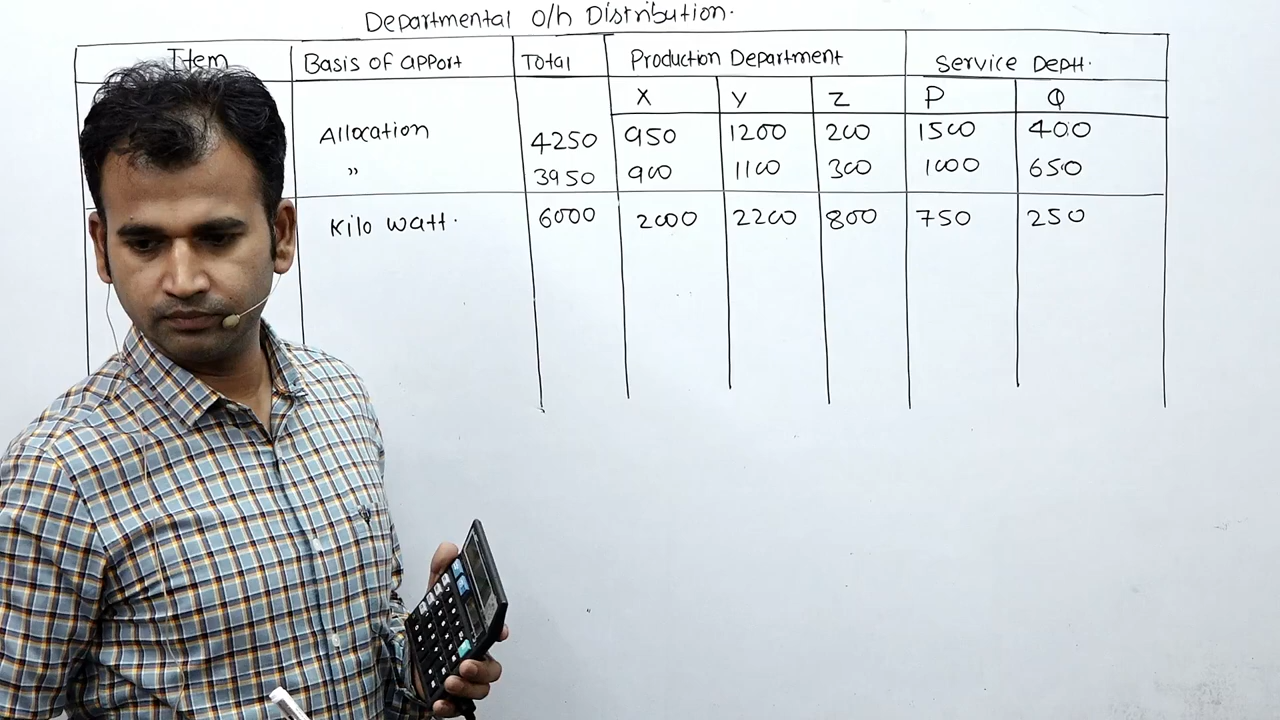 Departmental o/h Distribution.
Item Basis of apport Total Production Department Service Deptt.
X Y Z P Q
Allocation 4250 950 1200 200 1500 400
" 3950 900 1100 300 1000 650
Kilo watt. 6000 2000 2200 800 750 250